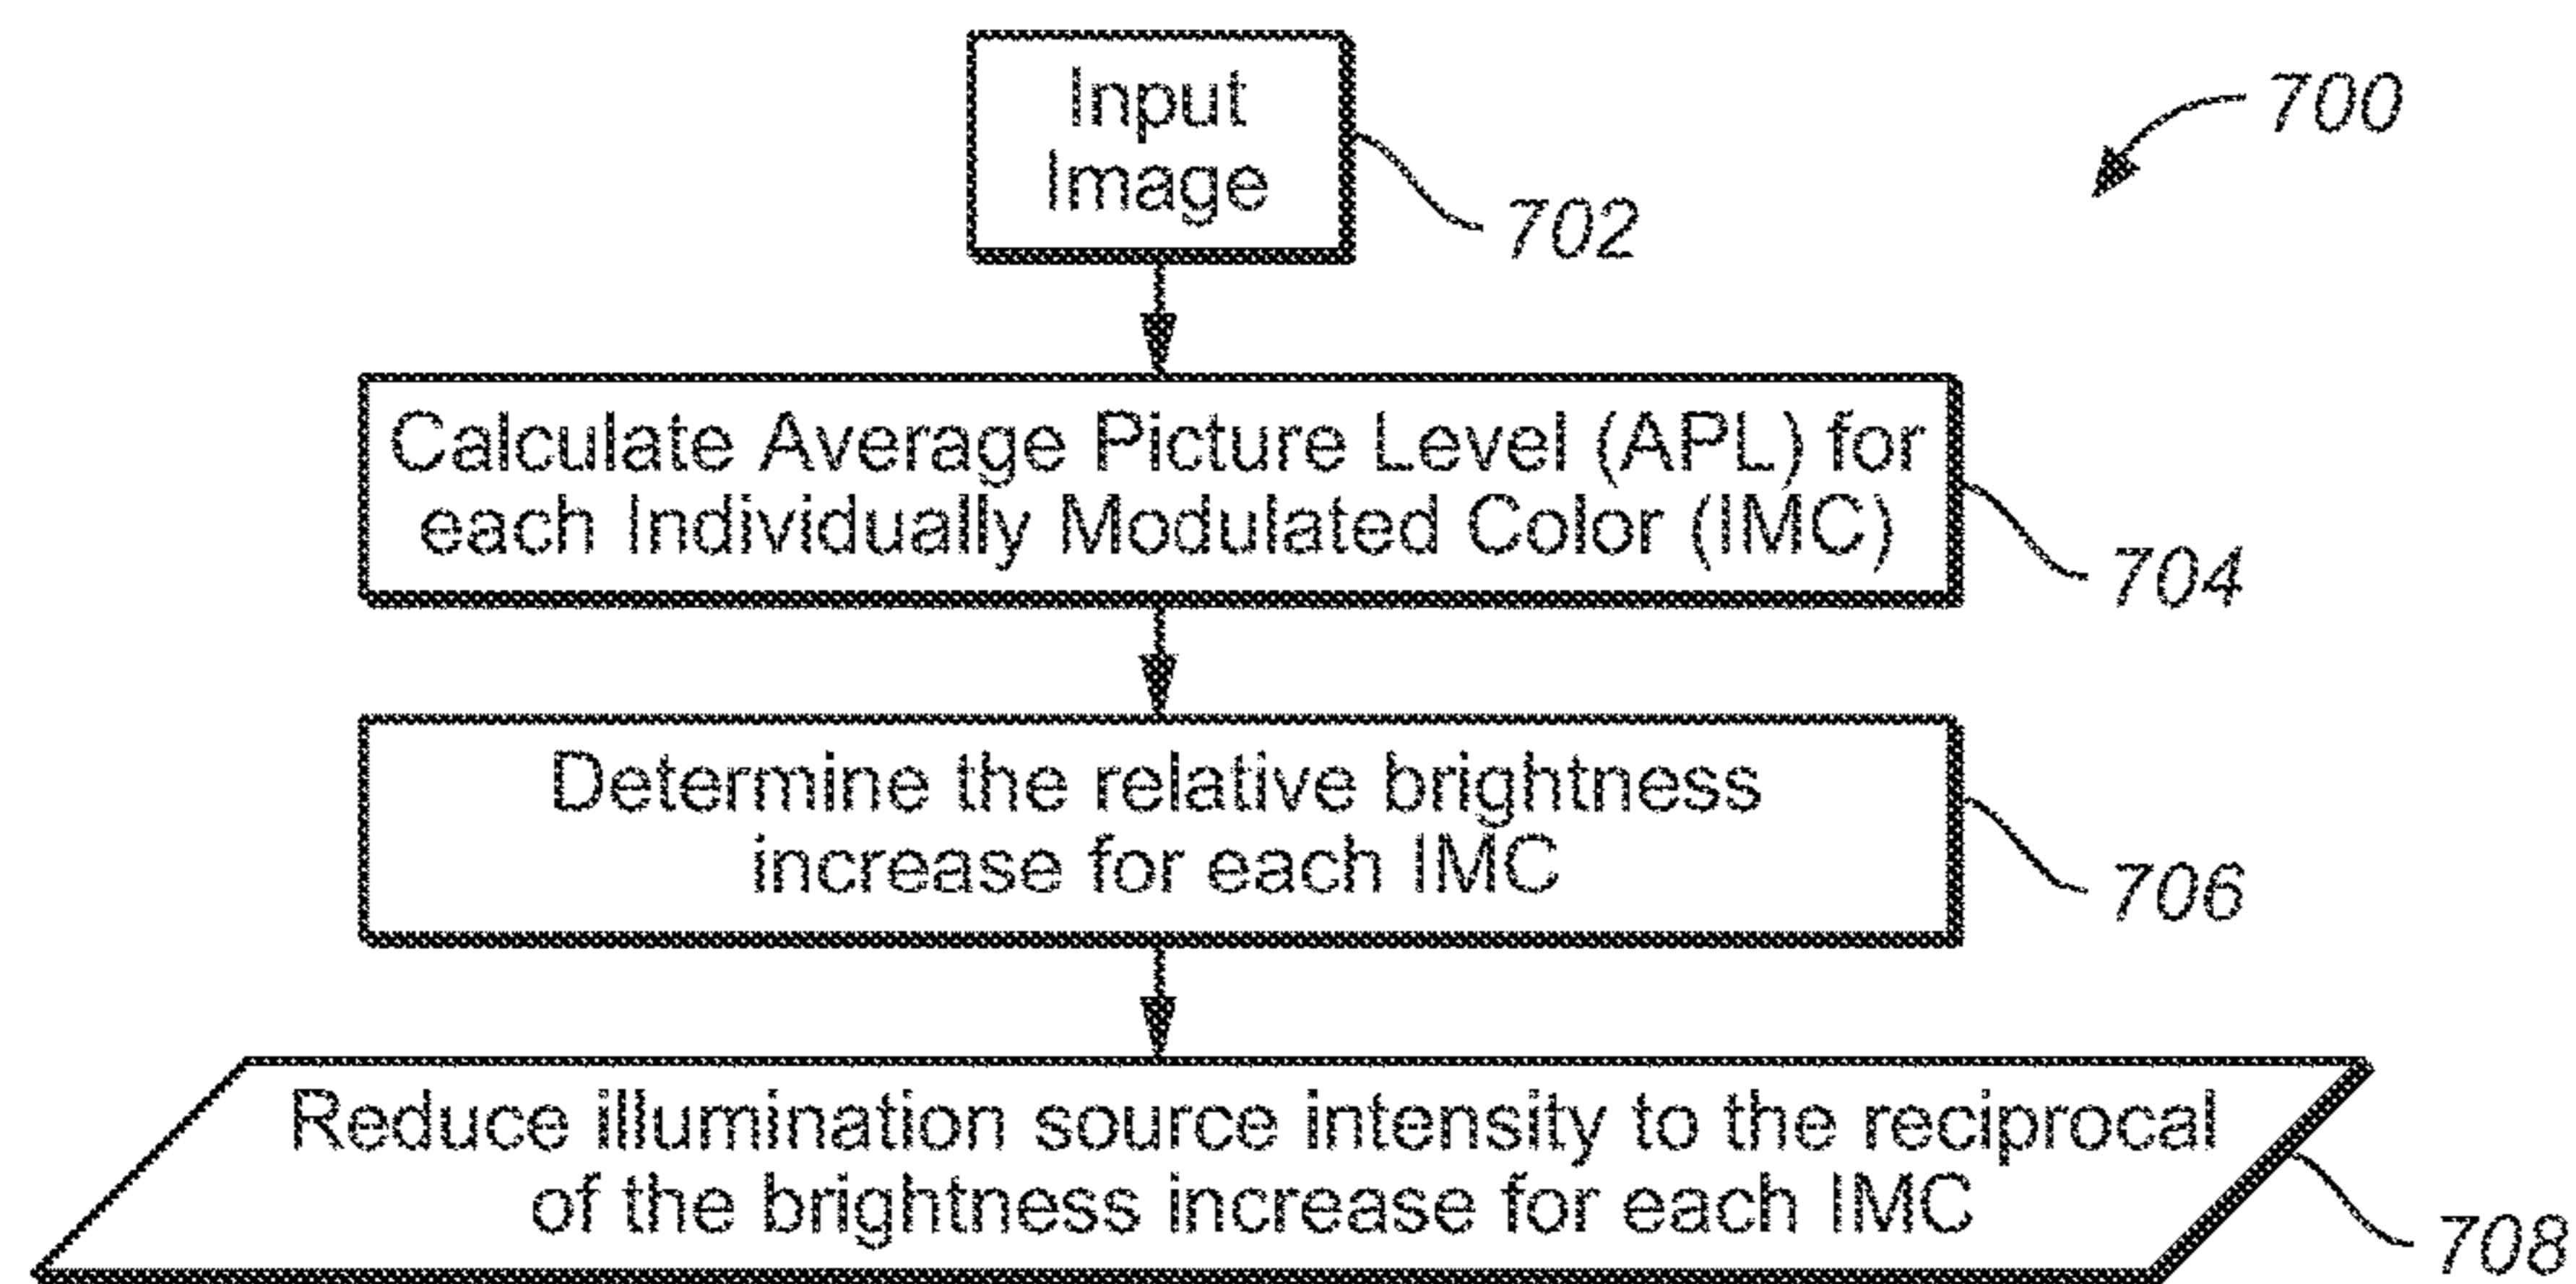 Input
Image
700
702
Calculate Average Picture Level (APL) for
each Individually Modulated Color (IMC)
704
Determine the relative brightness
increase for each IMC
706
Reduce illumination source intensity to the reciprocal
of the brightness increase for each IMC
708